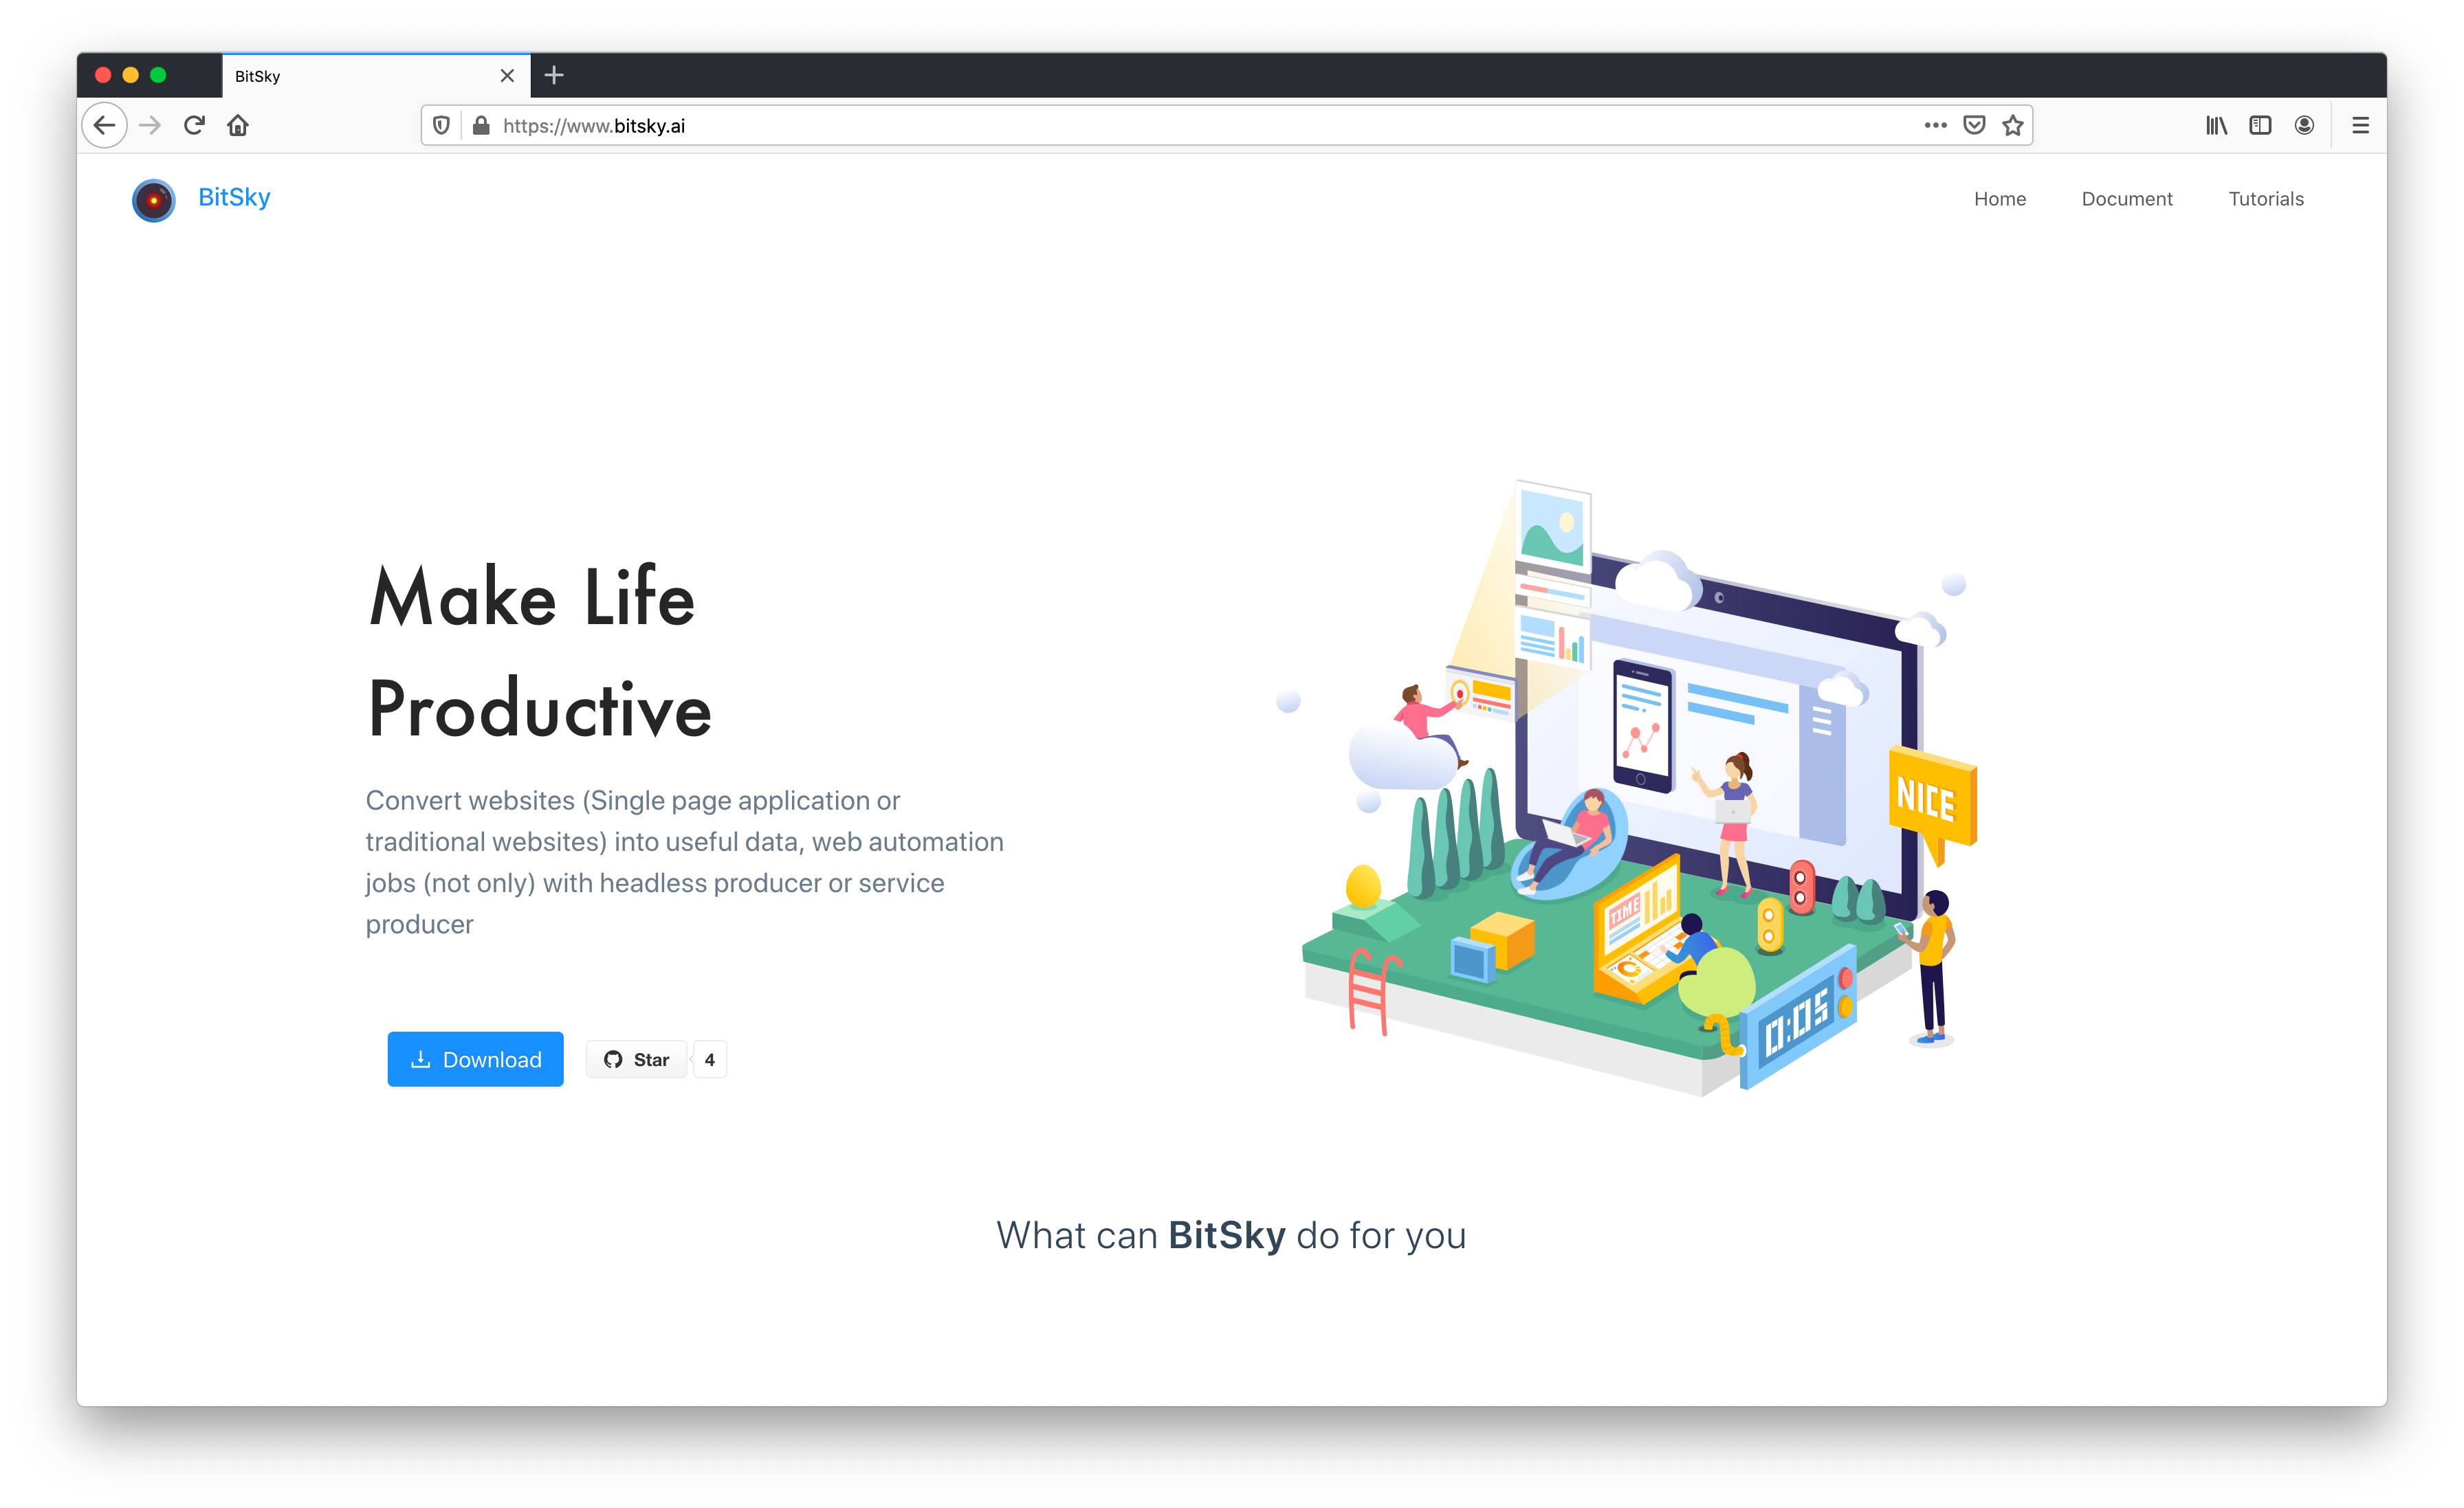 BitSky
https://www.bitsky.ai
BitSky
Home Document Tutorials
Make Life
Productive
Convert websites (Single page application or
traditional websites) into useful data, web automation
jobs (not only) with headless producer or service
producer
Download
Star 4
NICE
TIME
0:05
What can BitSky do for you